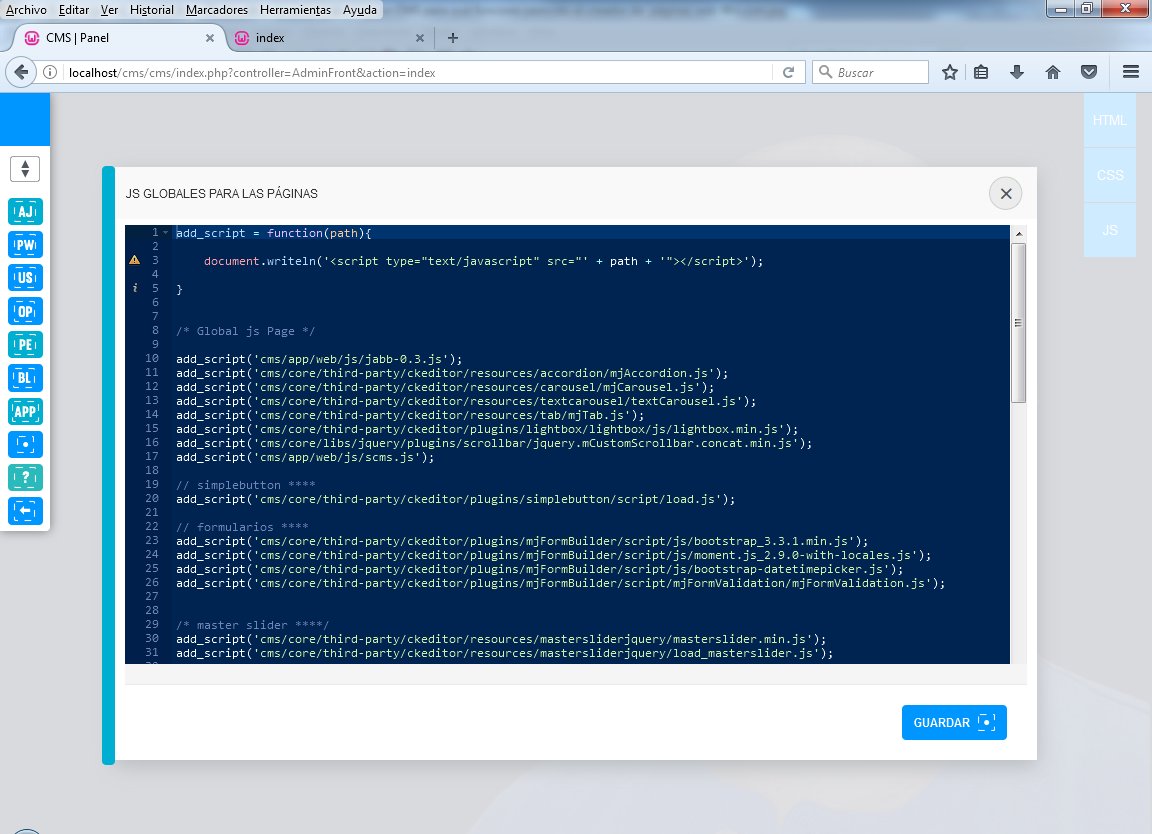 Archivo Editar Ver Historial Marcadores Herramientas Ayuda
CMS | Panel
index
localhost/cms/cms/index.php?controller=AdminFront&action=index
Buscar
HTML
CSS
JS
AJ
PW
US
OP
PE
BL
APP
?
JS GLOBALES PARA LAS PÁGINAS
1 add_script = function(path){
2
3 document.writeln('<script type="text/javascript" src="' + path + '"></script>');
4
5 }
6
7
8 /* Global js Page */
9
10 add_script('cms/app/web/js/jabb-0.3.js');
11 add_script('cms/core/third-party/ckeditor/resources/accordion/mjAccordion.js');
12 add_script('cms/core/third-party/ckeditor/resources/carousel/mjCarousel.js');
13 add_script('cms/core/third-party/ckeditor/resources/textcarousel/textCarousel.js');
14 add_script('cms/core/third-party/ckeditor/resources/tab/mjTab.js');
15 add_script('cms/core/third-party/ckeditor/plugins/lightbox/lightbox/js/lightbox.min.js');
16 add_script('cms/core/libs/jquery/plugins/scrollbar/jquery.mCustomScrollbar.concat.min.js');
17 add_script('cms/app/web/js/scms.js');
18
19 // simplebutton ****
20 add_script('cms/core/third-party/ckeditor/plugins/simplebutton/script/load.js');
21
22 // formularios ****
23 add_script('cms/core/third-party/ckeditor/plugins/mjFormBuilder/script/js/bootstrap_3.3.1.min.js');
24 add_script('cms/core/third-party/ckeditor/plugins/mjFormBuilder/script/js/moment.js_2.9.0-with-locales.js');
25 add_script('cms/core/third-party/ckeditor/plugins/mjFormBuilder/script/js/bootstrap-datetimepicker.js');
26 add_script('cms/core/third-party/ckeditor/plugins/mjFormBuilder/script/mjFormValidation/mjFormValidation.js');
27
28
29 /* master slider ****/
30 add_script('cms/core/third-party/ckeditor/resources/mastersliderjquery/masterslider.min.js');
31 add_script('cms/core/third-party/ckeditor/resources/mastersliderjquery/load_masterslider.js');
GUARDAR